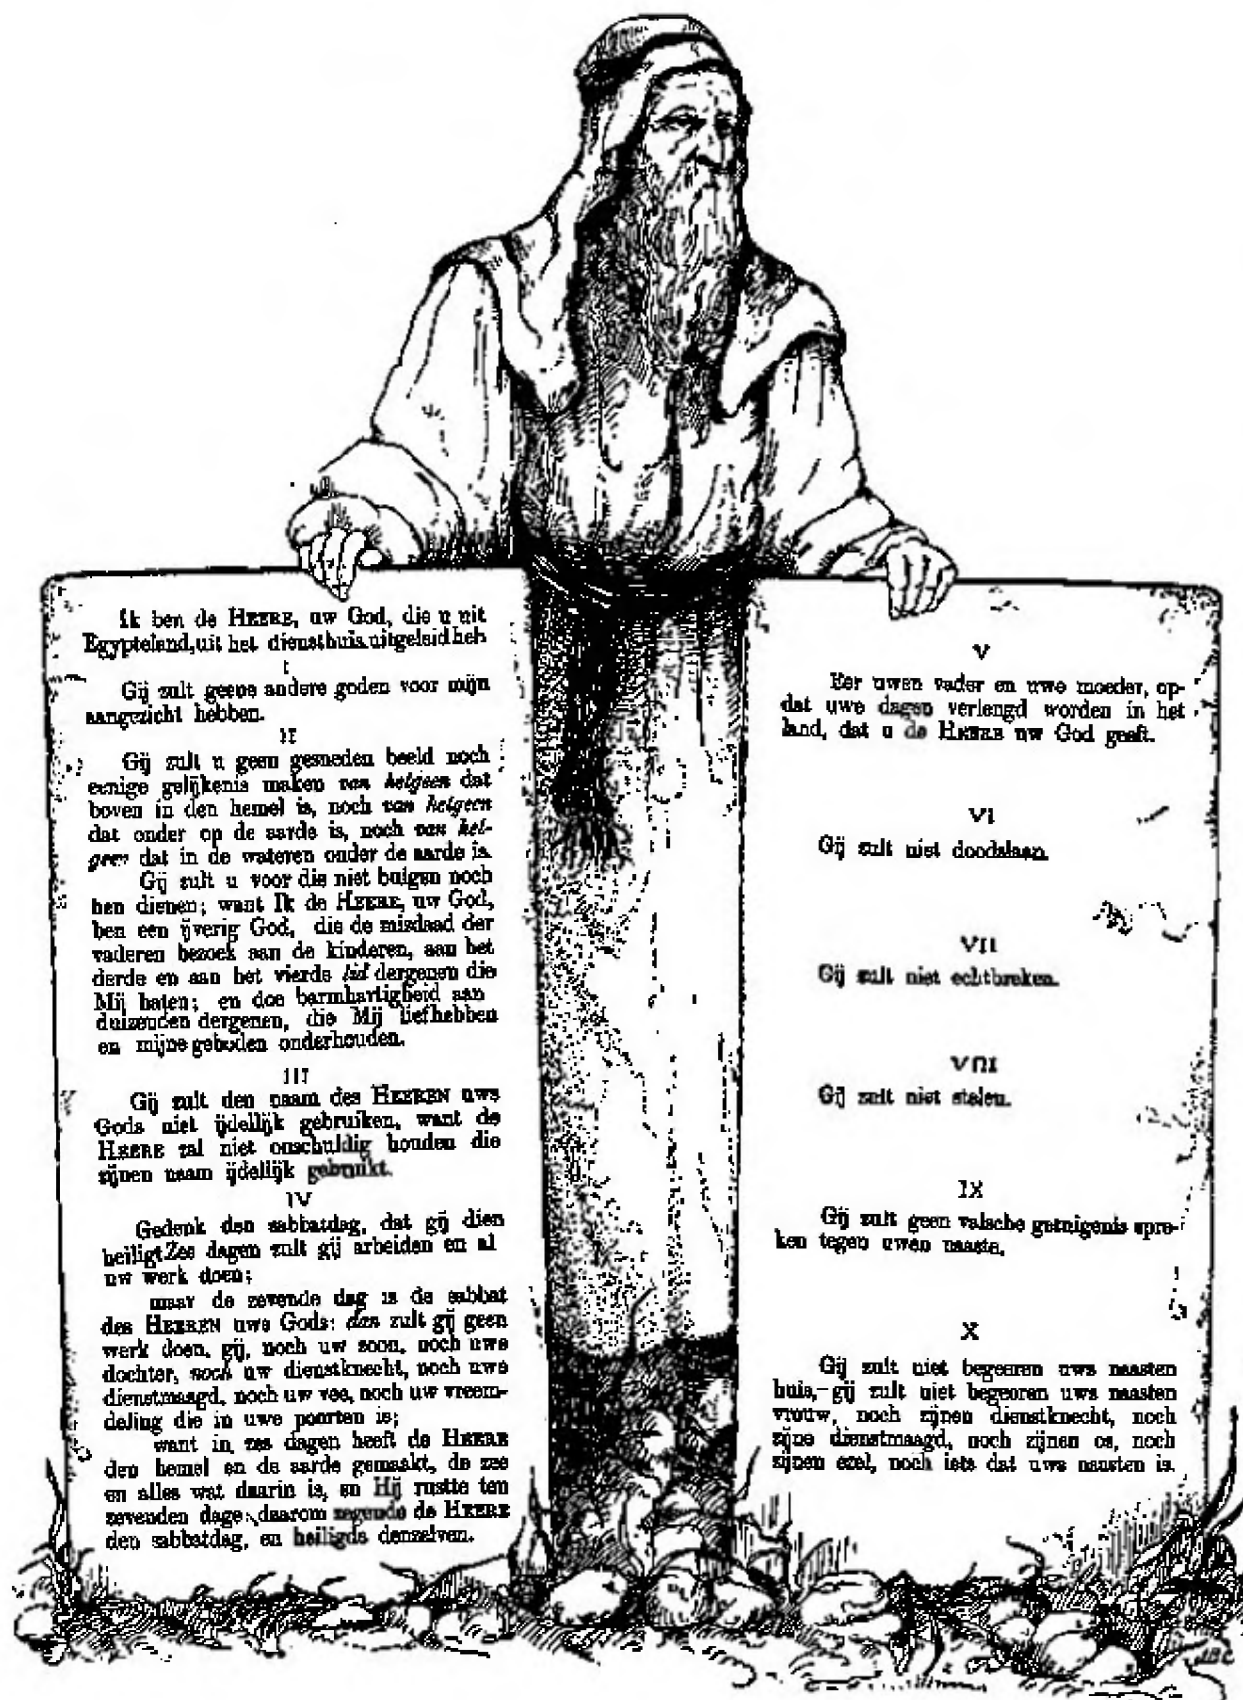 Ik ben de HEERE, uw God, die u uit
Egypteland, uit het diensthuis uitgeleid heb
I
Gij zult geene andere goden voor mijn
aangezicht hebben.
II
Gij zult u geen gesneden beeld noch
eenige gelijkenis maken van hetgeen dat
boven in den hemel is, noch van hetgeen
dat onder op de aarde is, noch van het-
geen dat in de wateren onder de aarde is.
Gij zult u voor die niet buigen noch
hen dienen; want Ik de HEERE, uw God,
ben een ijverig God, die de misdaad der
vaderen bezoek aan de kinderen, aan het
derde en aan het vierde lid dergenen die
Mij haten; en doe barmhartigheid aan
duizenden dergenen, die Mij liefhebben
en mijne geboden onderhouden.
III
Gij zult den naam des HEEREN uws
Gods niet ijdellijk gebruiken, want de
HEERE zal niet onschuldig houden die
zijnen naam ijdellijk gebruikt.
IV
Gedenk den sabbatdag, dat gij dien
heiligt. Zes dagen zult gij arbeiden en al
uw werk doen;
maar de zevende dag is de sabbat
des HEEREN uws Gods: dan zult gij geen
werk doen, gij, noch uw zoon, noch uwe
dochter, noch uw dienstknecht, noch uwe
dienstmaagd, noch uw vee, noch uw vreem-
deling die in uwe poorten is;
want in zes dagen heeft de HEERE
den hemel en de aarde gemaakt, de zee
en alles wat daarin is, en Hij rustte ten
zevenden dage; daarom zegende de HEERE
den sabbatdag, en heiligde denzelven.
V
Eer uwen vader en uwe moeder, op-
dat uwe dagen verlengd worden in het
land, dat u de HEERE uw God geeft.
VI
Gij zult niet doodslaan.
VII
Gij zult niet echtbreken.
VIII
Gij zult niet stelen.
IX
Gij zult geen valsche getuigenis spre-
ken tegen uwen naaste.
X
Gij zult niet begeeren uws naasten
huis, gij zult niet begeeren uws naasten
vrouw, noch zijnen dienstknecht, noch
zijne dienstmaagd, noch zijnen os, noch
zijnen ezel, noch iets dat uws naasten is.